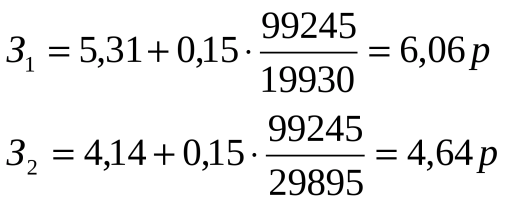 З₁ = 5,31 + 0,15 · 99245/19930 = 6,06 р
З₂ = 4,14 + 0,15 · 99245/29895 = 4,64 р